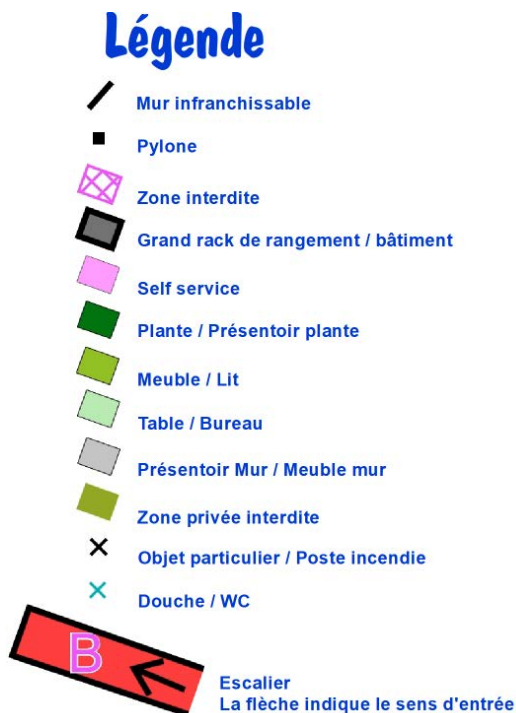 Légende
Mur infranchissable
Pylone
Zone interdite
Grand rack de rangement / bâtiment
Self service
Plante / Présentoir plante
Meuble / Lit
Table / Bureau
Présentoir Mur / Meuble mur
Zone privée interdite
Objet particulier / Poste incendie
Douche / WC
B
Escalier
La flèche indique le sens d'entrée